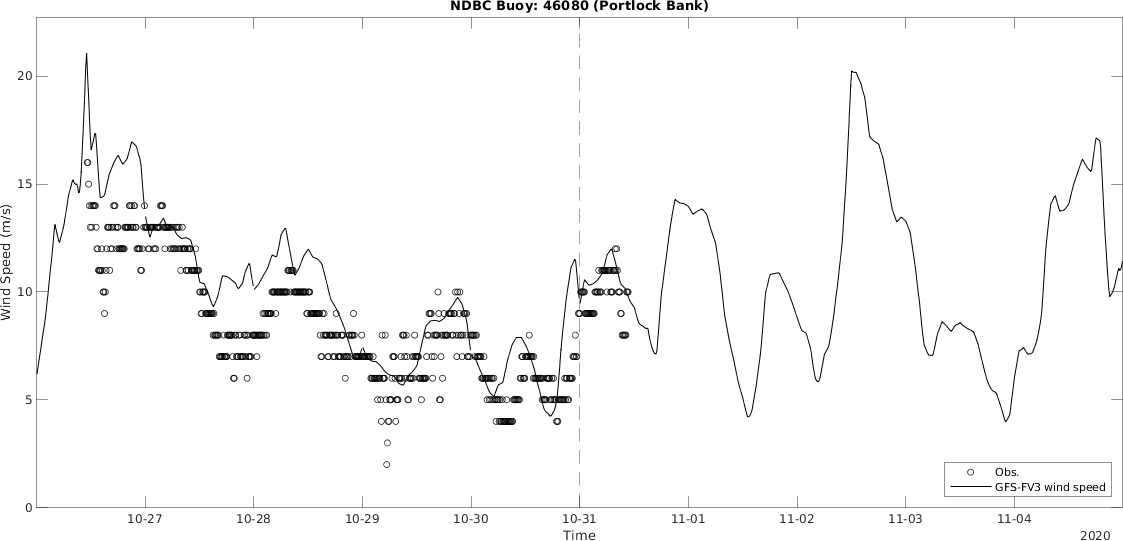 NDBC Buoy: 46080 (Portlock Bank)
20
15
10
5
0
Wind Speed (m/s)
Obs.
GFS-FV3 wind speed
10-27 10-28 10-29 10-30 10-31 11-01 11-02 11-03 11-04
Time
2020